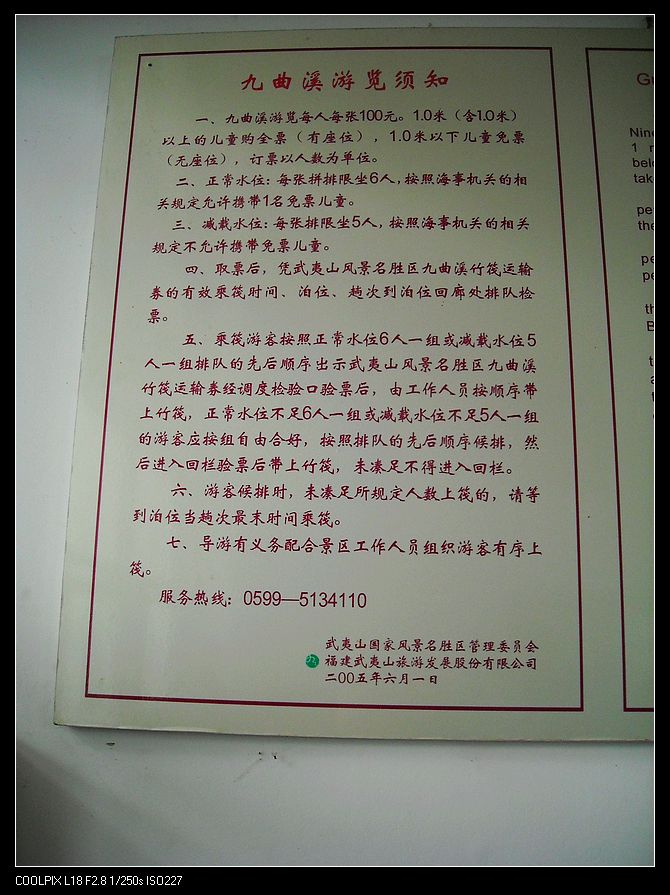 九曲溪游览须知
一、九曲溪游览每人每张100元。1.0米（含1.0米）
以上的儿童购全票（有座位），1.0米以下儿童免票
（无座位），订票以人数为单位。
二、正常水位：每张拼排限坐6人，按照海事机关的相
关规定允许携带1名免票儿童。
三、减载水位：每张排限坐5人，按照海事机关的相关
规定不允许携带免票儿童。
四、取票后，凭武夷山风景名胜区九曲溪竹筏运输
券的有效乘筏时间、泊位、趟次到泊位回廊处排队检
票。
五、乘筏游客按照正常水位6人一组或减载水位5
人一组排队的先后顺序出示武夷山风景名胜区九曲溪
竹筏运输券经调度检验口验票后，由工作人员按顺序带
上竹筏，正常水位不足6人一组或减载水位不足5人一组
的游客应按组自由合好，按照排队的先后顺序候排，然
后进入回栏验票后带上竹筏，未凑足不得进入回栏。
六、游客候排时，未凑足所规定人数上筏的，请等
到泊位当趟次最末时间乘筏。
七、导游有义务配合景区工作人员组织游客有序上
筏。
服务热线：0599—5134110
武夷山国家风景名胜区管理委员会
福建武夷山旅游发展股份有限公司
二00五年六月一日
G
Nin
1
belo
tak
pe
the
pe
pe
th
B
COOLPIX L18 F2.8 1/250s ISO227